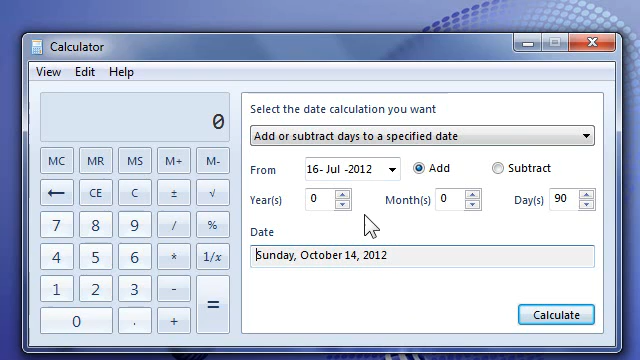 Calculator
View Edit Help
0
MC MR MS M+ M-
← CE C ± √
7 8 9 / %
4 5 6 * 1/x
1 2 3 - =
0 . +
Select the date calculation you want
Add or subtract days to a specified date
From 16- Jul -2012 Add Subtract
Year(s) 0 Month(s) 0 Day(s) 90
Date
Sunday, October 14, 2012
Calculate